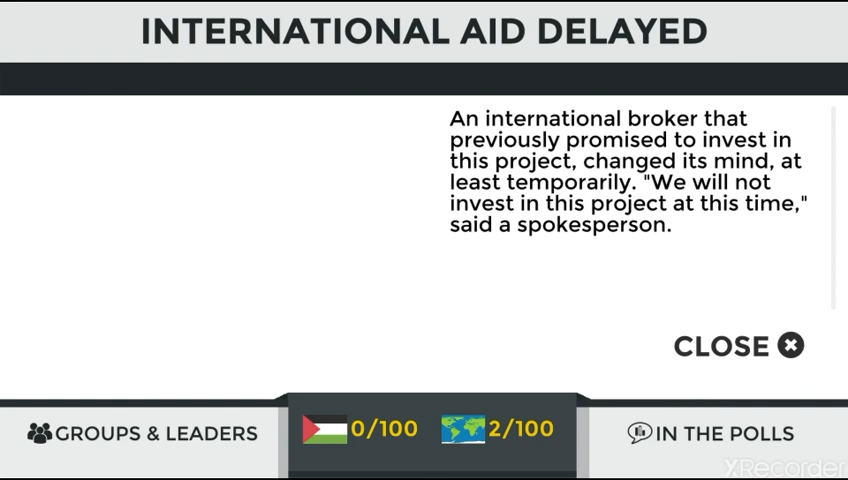 INTERNATIONAL AID DELAYED
An international broker that
previously promised to invest in
this project, changed its mind, at
least temporarily. "We will not
invest in this project at this time,"
said a spokesperson.
CLOSE
GROUPS & LEADERS
0/100
2/100
IN THE POLLS
XRecorder